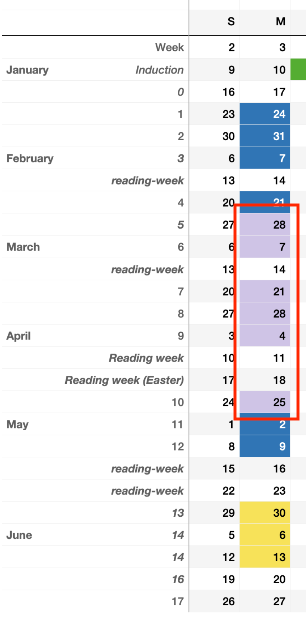 S M
Week 2 3
January Induction 9 10
0 16 17
1 23 24
2 30 31
February 3 6 7
reading-week 13 14
4 20 21
5 27 28
March 6 6 7
reading-week 13 14
7 20 21
8 27 28
April 9 3 4
Reading week 10 11
Reading week (Easter) 17 18
10 24 25
May 11 1 2
12 8 9
reading-week 15 16
reading-week 22 23
13 29 30
June 14 5 6
14 12 13
16 19 20
17 26 27